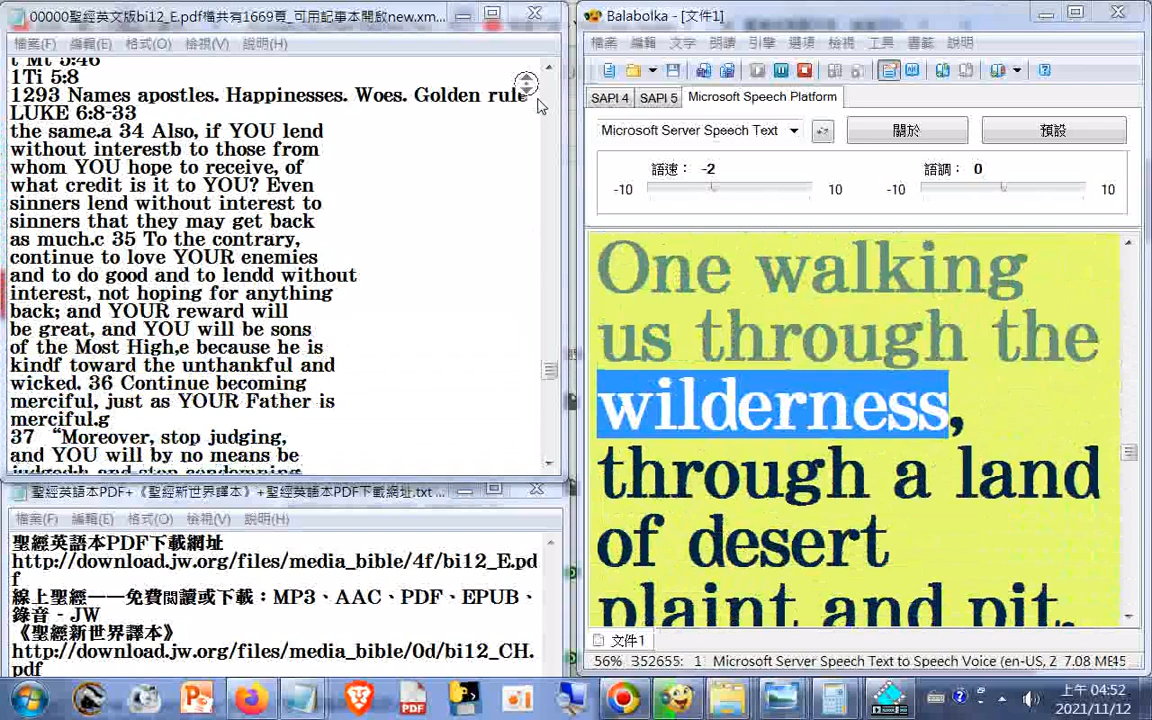 00000聖經英文版bi12_E.pdf檔共有1669頁_可用記事本開啟new.xm...
檔案(F) 編輯(E) 格式(O) 檢視(V) 說明(H)
t Mt 5:46
1Ti 5:8
1293 Names apostles. Happinesses. Woes. Golden rule
LUKE 6:8-33
the same.a 34 Also, if YOU lend
without interestb to those from
whom YOU hope to receive, of
what credit is it to YOU? Even
sinners lend without interest to
sinners that they may get back
as much.c 35 To the contrary,
continue to love YOUR enemies
and to do good and to lendd without
interest, not hoping for anything
back; and YOUR reward will
be great, and YOU will be sons
of the Most High,e because he is
kindf toward the unthankful and
wicked. 36 Continue becoming
merciful, just as YOUR Father is
merciful.g
37 “Moreover, stop judging,
and YOU will by no means be
judged;h and stop condemning
聖經英語本PDF+《聖經新世界譯本》+聖經英語本PDF下載網址.txt ...
檔案(F) 編輯(E) 格式(O) 檢視(V) 說明(H)
聖經英語本PDF下載網址
http://download.jw.org/files/media_bible/4f/bi12_E.pd
f
線上聖經——免費閱讀或下載：MP3、AAC、PDF、EPUB、
錄音 - JW
《聖經新世界譯本》
http://download.jw.org/files/media_bible/0d/bi12_CH.
pdf
Balabolka - [文件1]
檔案 編輯 文字 朗讀 引擎 選項 檢視 工具 書籤 說明
SAPI 4 SAPI 5 Microsoft Speech Platform
Microsoft Server Speech Text 關於 預設
語速： -2 語調： 0
-10 10 -10 10
One walking
us through the
wilderness,
through a land
of desert
plaint and pit.
文件1
56% 352655: 1 Microsoft Server Speech Text to Speech Voice (en-US, Z 7.08 ME45
上午 04:52
2021/11/12